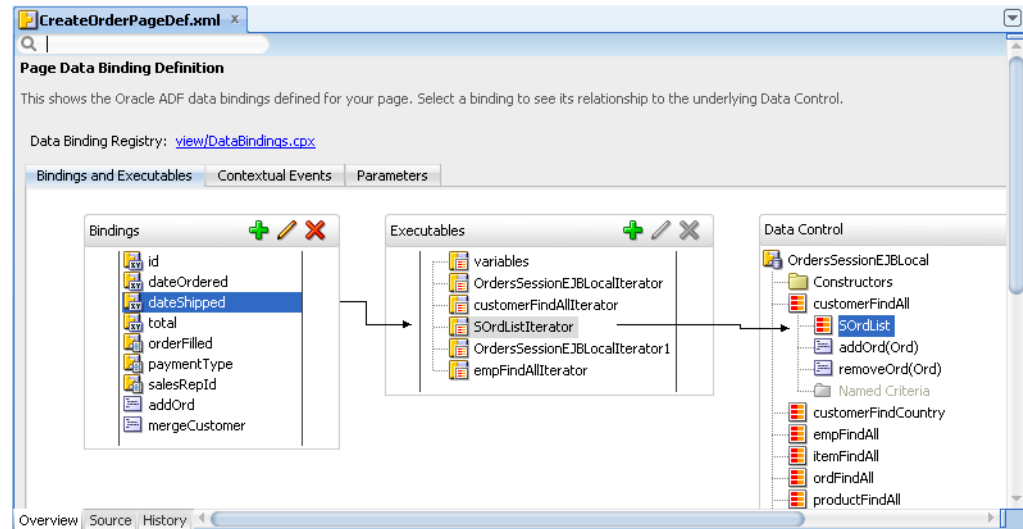 CreateOrderPageDef.xml
Page Data Binding Definition
This shows the Oracle ADF data bindings defined for your page. Select a binding to see its relationship to the underlying Data Control.
Data Binding Registry: view/DataBindings.cpx
Bindings and Executables Contextual Events Parameters
Bindings
id
dateOrdered
dateShipped
total
orderFilled
paymentType
salesRepId
addOrd
mergeCustomer
Executables
variables
OrdersSessionEJBLocalIterator
customerFindAllIterator
SOrdListIterator
OrdersSessionEJBLocalIterator1
empFindAllIterator
Data Control
OrdersSessionEJBLocal
Constructors
customerFindAll
SOrdList
addOrd(Ord)
removeOrd(Ord)
Named Criteria
customerFindCountry
empFindAll
itemFindAll
ordFindAll
productFindAll
Overview Source History